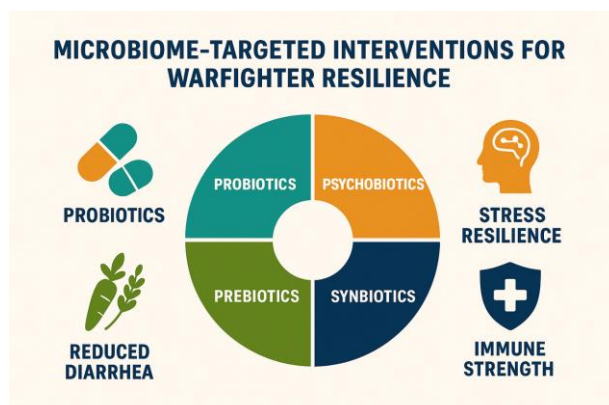 MICROBIOME-TARGETED INTERVENTIONS FOR
WARFIGHTER RESILIENCE
PROBIOTICS
PROBIOTICS
PSYCHOBIOTICS
STRESS
RESILIENCE
REDUCED
DIARRHEA
PREBIOTICS
SYNBIOTICS
IMMUNE
STRENGTH